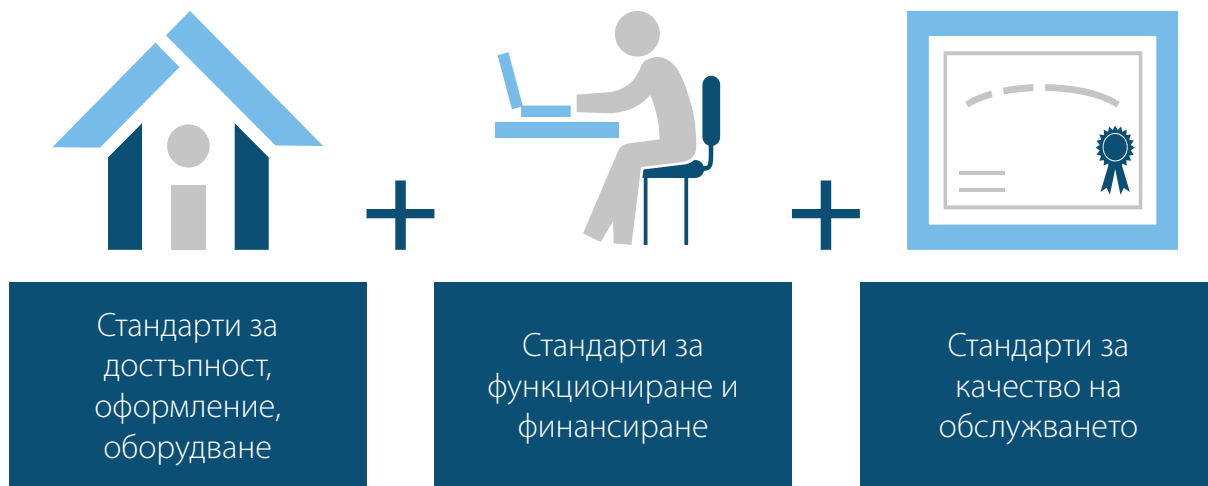 Стандарти за
достъпност,
оформление,
оборудване
Стандарти за
функциониране и
финансиране
Стандарти за
качество на
обслужването